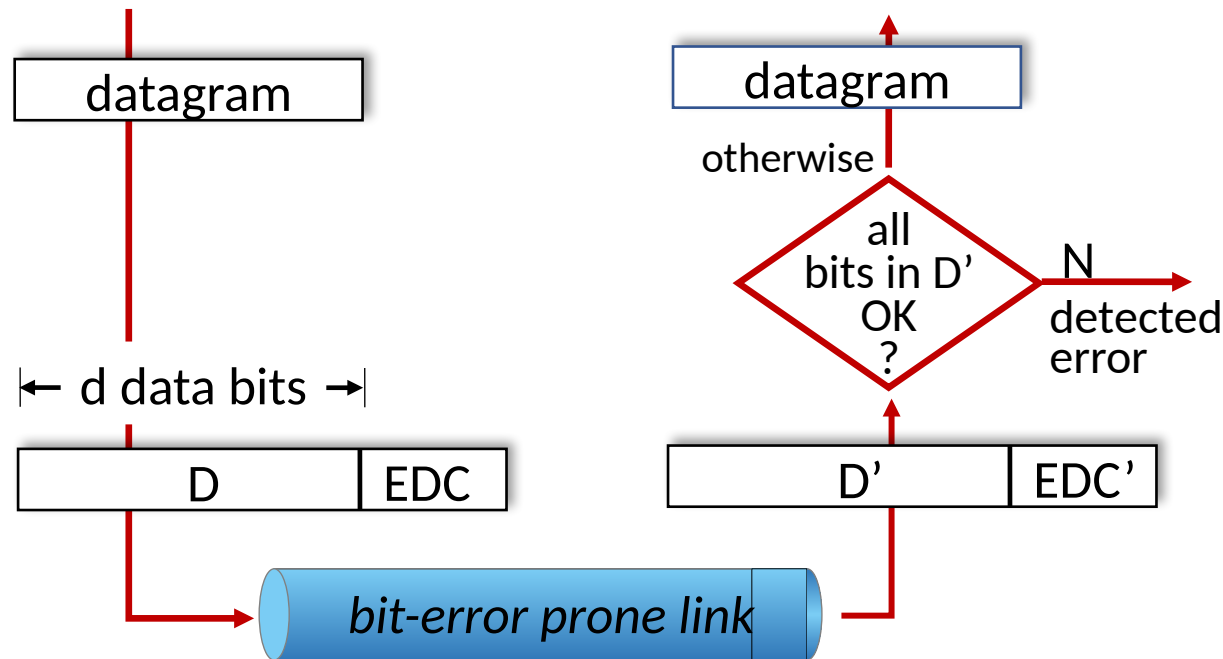 datagram
d data bits
D EDC
bit-error prone link
D’ EDC’
all
bits in D’
OK
?
N
detected
error
otherwise
datagram